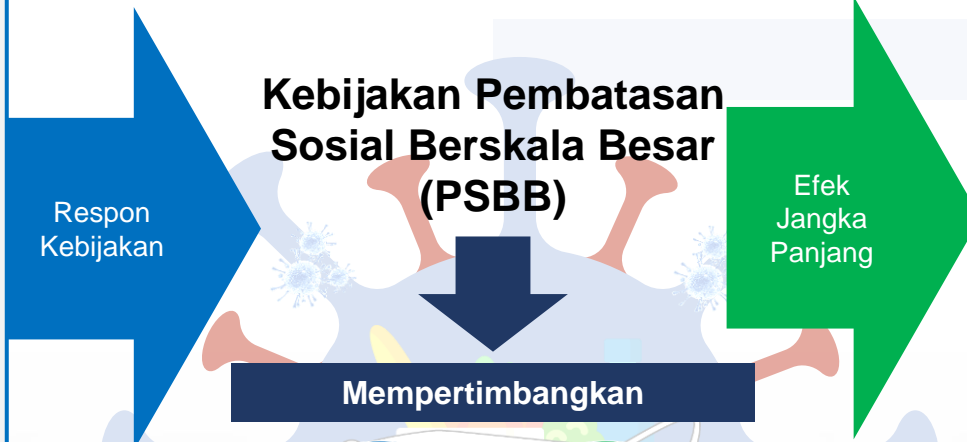 Respon
Kebijakan
Kebijakan Pembatasan
Sosial Berskala Besar
(PSBB)
Mempertimbangkan
Efek
Jangka
Panjang